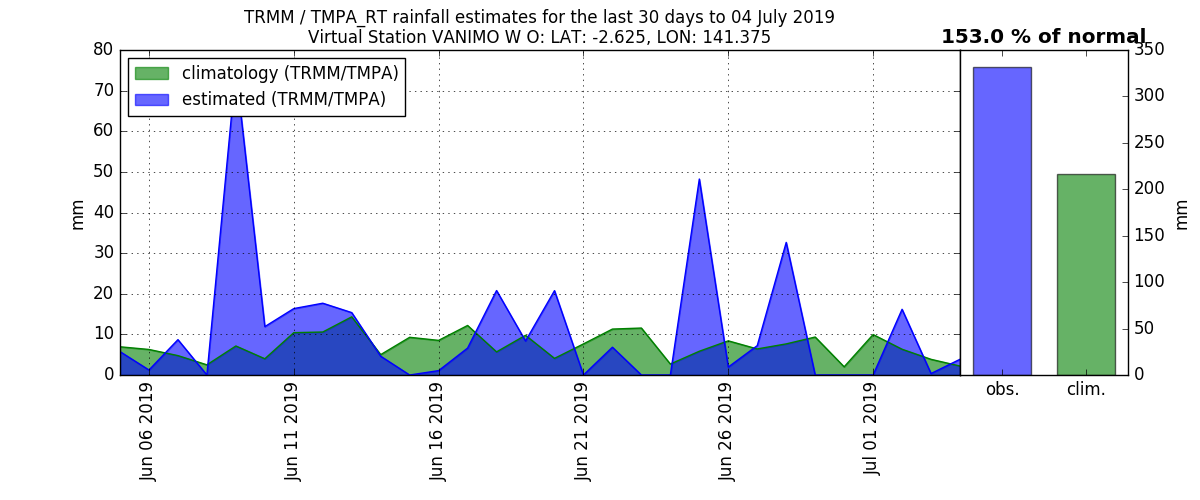 TRMM / TMPA_RT rainfall estimates for the last 30 days to 04 July 2019
Virtual Station VANIMO W O: LAT: -2.625, LON: 141.375
153.0 % of normal
climatology (TRMM/TMPA)
estimated (TRMM/TMPA)
80
70
60
50
40
30
20
10
0
mm
Jun 06 2019
Jun 11 2019
Jun 16 2019
Jun 21 2019
Jun 26 2019
Jul 01 2019
350
300
250
200
150
100
50
0
mm
obs.
clim.